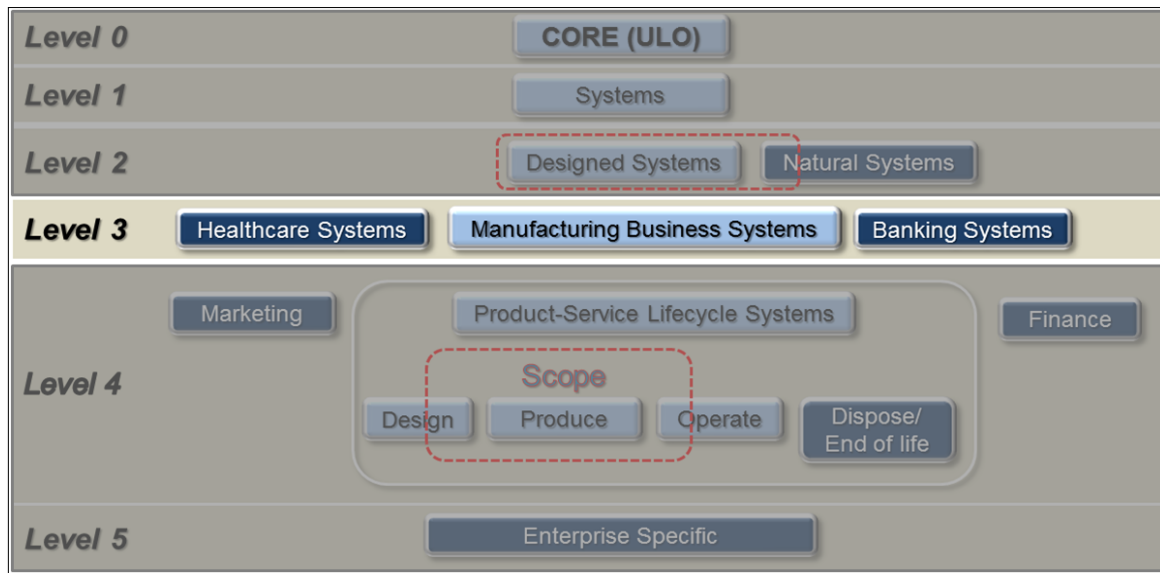 Level 0
CORE (ULO)
Level 1
Systems
Level 2
Designed Systems
Natural Systems
Level 3
Healthcare Systems
Manufacturing Business Systems
Banking Systems
Level 4
Marketing
Product-Service Lifecycle Systems
Finance
Scope
Design
Produce
Operate
Dispose/
End of life
Level 5
Enterprise Specific